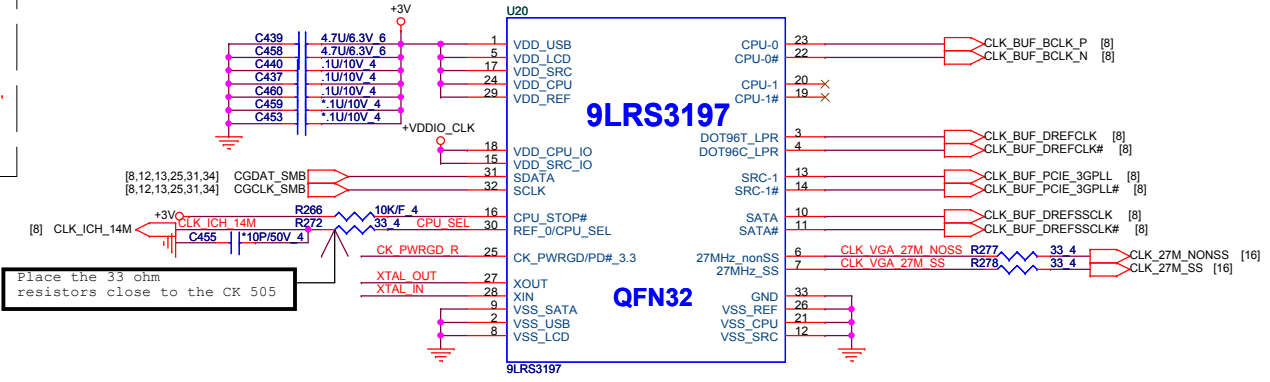 +3V
U20
C439 4.7U/6.3V_6 1 VDD_USB CPU-0 23 CLK_BUF_BCLK_P [8]
C458 4.7U/6.3V_6 5 VDD_LCD CPU-0# 22 CLK_BUF_BCLK_N [8]
C440 .1U/10V_4 17 VDD_SRC
C437 .1U/10V_4 24 VDD_CPU CPU-1 20
C460 .1U/10V_4 29 VDD_REF CPU-1# 19
C459 *.1U/10V_4
C453 *.1U/10V_4
9LRS3197
+VDDIO_CLK
DOT96T_LPR 3 CLK_BUF_DREFCLK [8]
18 VDD_CPU_IO DOT96C_LPR 4 CLK_BUF_DREFCLK# [8]
15 VDD_SRC_IO
[8,12,13,25,31,34] CGDAT_SMB 31 SDATA SRC-1 13 CLK_BUF_PCIE_3GPLL [8]
[8,12,13,25,31,34] CGCLK_SMB 32 SCLK SRC-1# 14 CLK_BUF_PCIE_3GPLL# [8]
+3V R266 10K/F_4 16 CPU_STOP# SATA 10 CLK_BUF_DREFSSCLK [8]
[8] CLK_ICH_14M CLK_ICH_14M R272 33_4 CPU_SEL 30 REF_0/CPU_SEL SATA# 11 CLK_BUF_DREFSSCLK# [8]
C455 *10P/50V_4
CK_PWRGD_R 25 CK_PWRGD/PD#_3.3 27MHz_nonSS 6 CLK_VGA_27M_NOSS R277 33_4 CLK_27M_NONSS [16]
27MHz_SS 7 CLK_VGA_27M_SS R278 33_4 CLK_27M_SS [16]
Place the 33 ohm
resistors close to the CK 505
XTAL_OUT 27 XOUT
XTAL_IN 28 XIN QFN32 GND 33
9 VSS_SATA VSS_REF 26
2 VSS_USB VSS_CPU 21
8 VSS_LCD VSS_SRC 12
9LRS3197